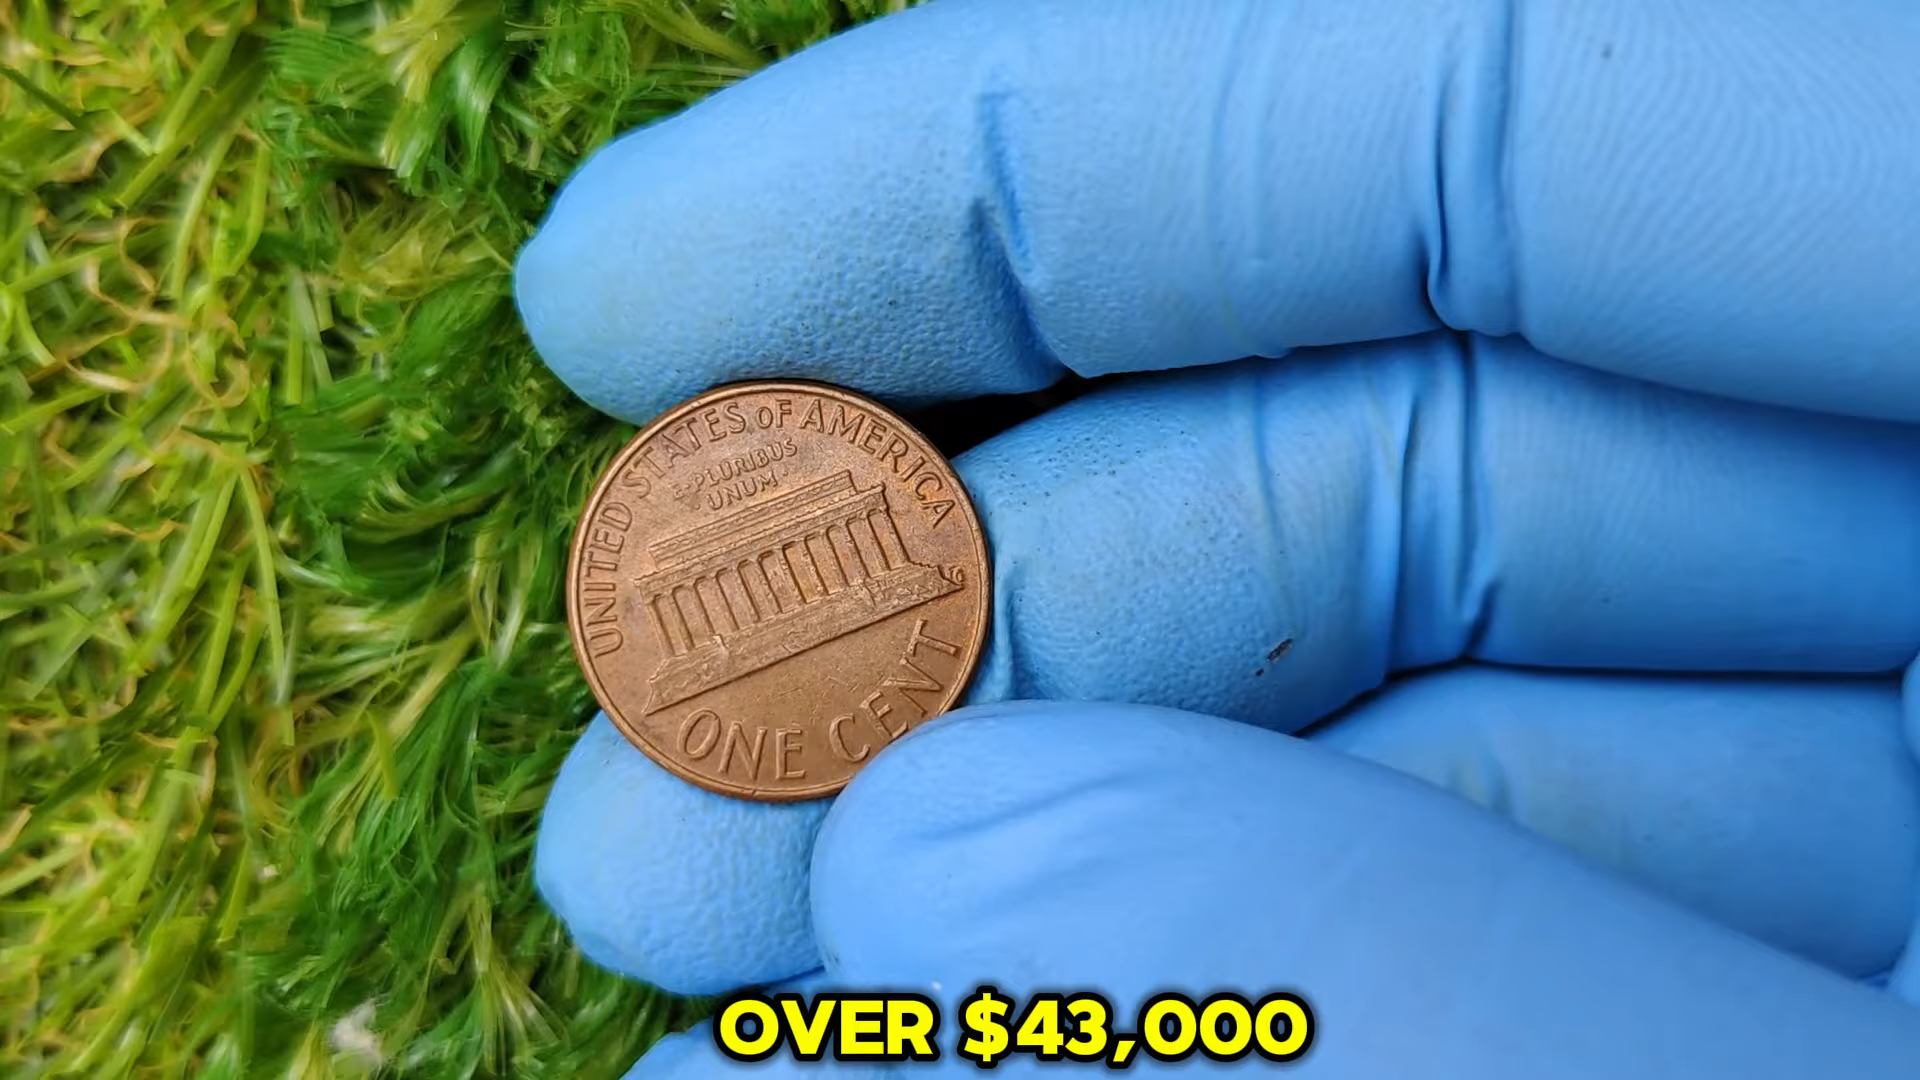 UNITED STATES OF AMERICA
E·PLURIBUS
UNUM·
ONE CENT
OVER $43,000